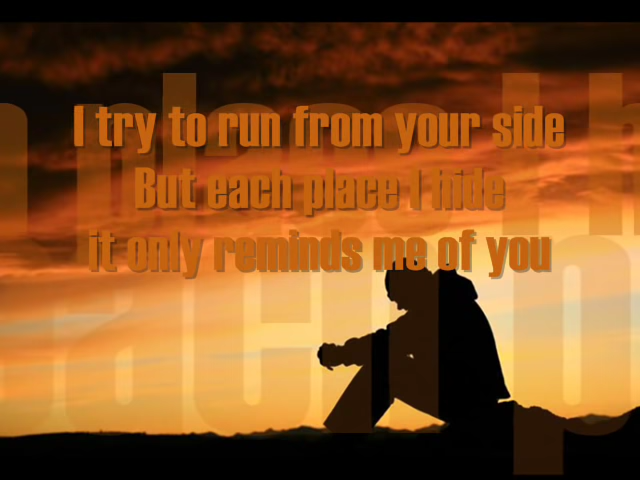 I try to run from your side
But each place I hide
it only reminds me of you